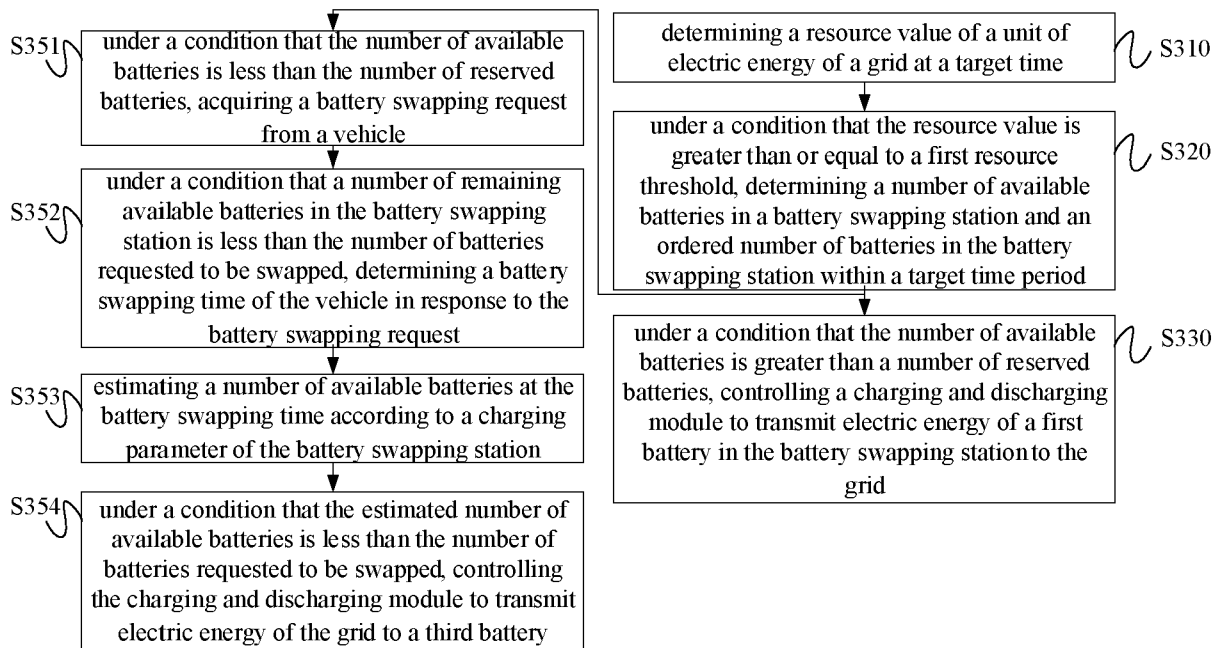 S310
determining a resource value of a unit of
electric energy of a grid at a target time
S320
under a condition that the resource value is
greater than or equal to a first resource
threshold, determining a number of available
batteries in a battery swapping station and an
ordered number of batteries in the battery
swapping station within a target time period
S330
under a condition that the number of available
batteries is greater than a number of reserved
batteries, controlling a charging and discharging
module to transmit electric energy of a first
battery in the battery swapping station to the
grid
S351
under a condition that the number of available
batteries is less than the number of reserved
batteries, acquiring a battery swapping request
from a vehicle
S352
under a condition that a number of remaining
available batteries in the battery swapping
station is less than the number of batteries
requested to be swapped, determining a battery
swapping time of the vehicle in response to the
battery swapping request
S353
estimating a number of available batteries at the
battery swapping time according to a charging
parameter of the battery swapping station
S354
under a condition that the estimated number of
available batteries is less than the number of
batteries requested to be swapped, controlling
the charging and discharging module to transmit
electric energy of the grid to a third battery